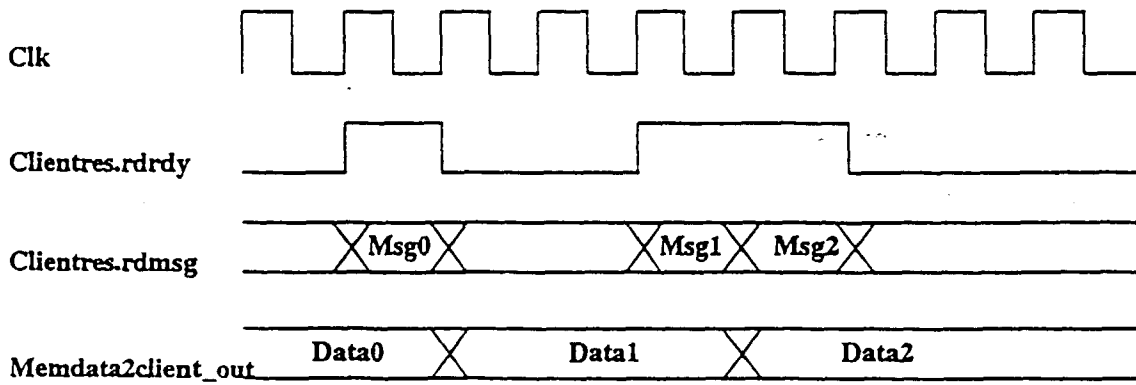 Clk
Clientres.rdrdy
Clientres.rdmsg Msg0 Msg1 Msg2
Memdata2client_out Data0 Data1 Data2